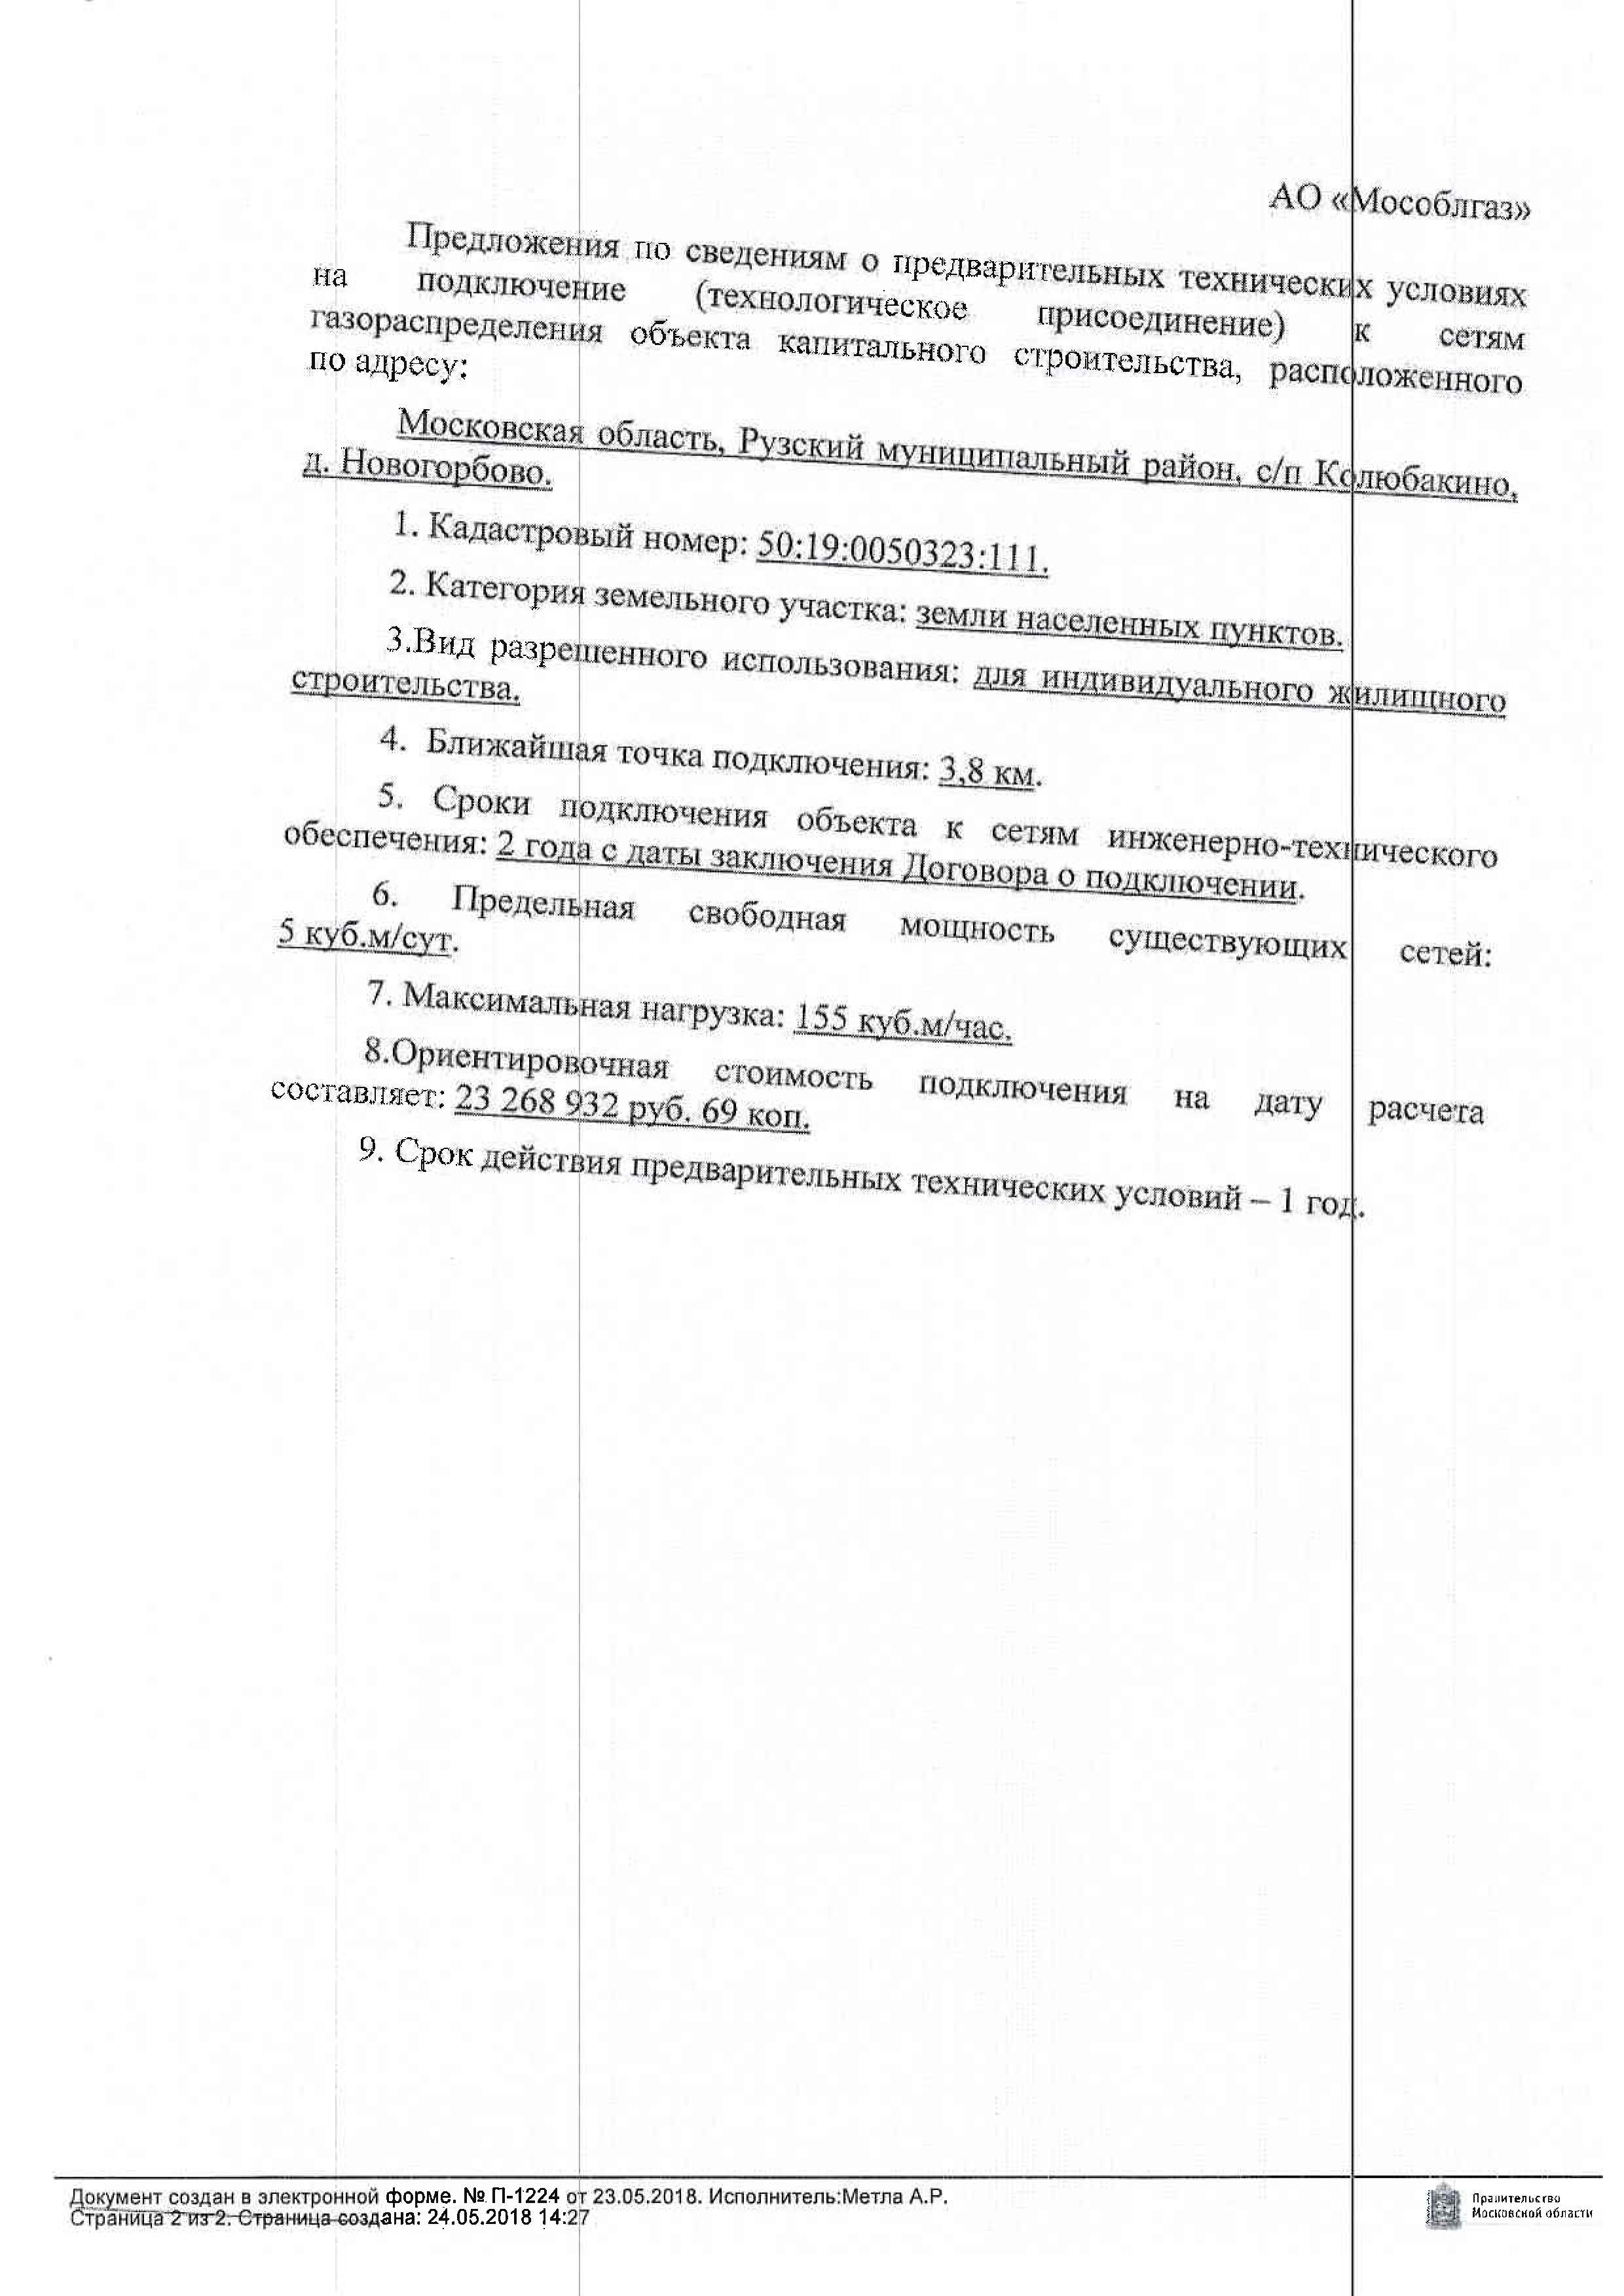 АО «Мособлгаз»
Предложения по сведениям о предварительных технических условиях
на подключение (технологическое присоединение) к сетям
газораспределения объекта капитального строительства, расположенного
по адресу:
Московская область, Рузский муниципальный район, с/п Колюбакино,
д. Новогорбово.
1. Кадастровый номер: 50:19:0050323:111.
2. Категория земельного участка: земли населенных пунктов.
3.Вид разрешенного использования: для индивидуального жилищного
строительства.
4. Ближайшая точка подключения: 3,8 км.
5. Сроки подключения объекта к сетям инженерно-технического
обеспечения: 2 года с даты заключения Договора о подключении.
6. Предельная свободная мощность существующих сетей:
5 куб.м/сут.
7. Максимальная нагрузка: 155 куб.м/час.
8.Ориентировочная стоимость подключения на дату расчета
составляет: 23 268 932 руб. 69 коп.
9. Срок действия предварительных технических условий – 1 год.
Документ создан в электронной форме. № П-1224 от 23.05.2018. Исполнитель:Метла А.Р.
Страница 2 из 2. Страница создана: 24.05.2018 14:27
Правительство
Московской области